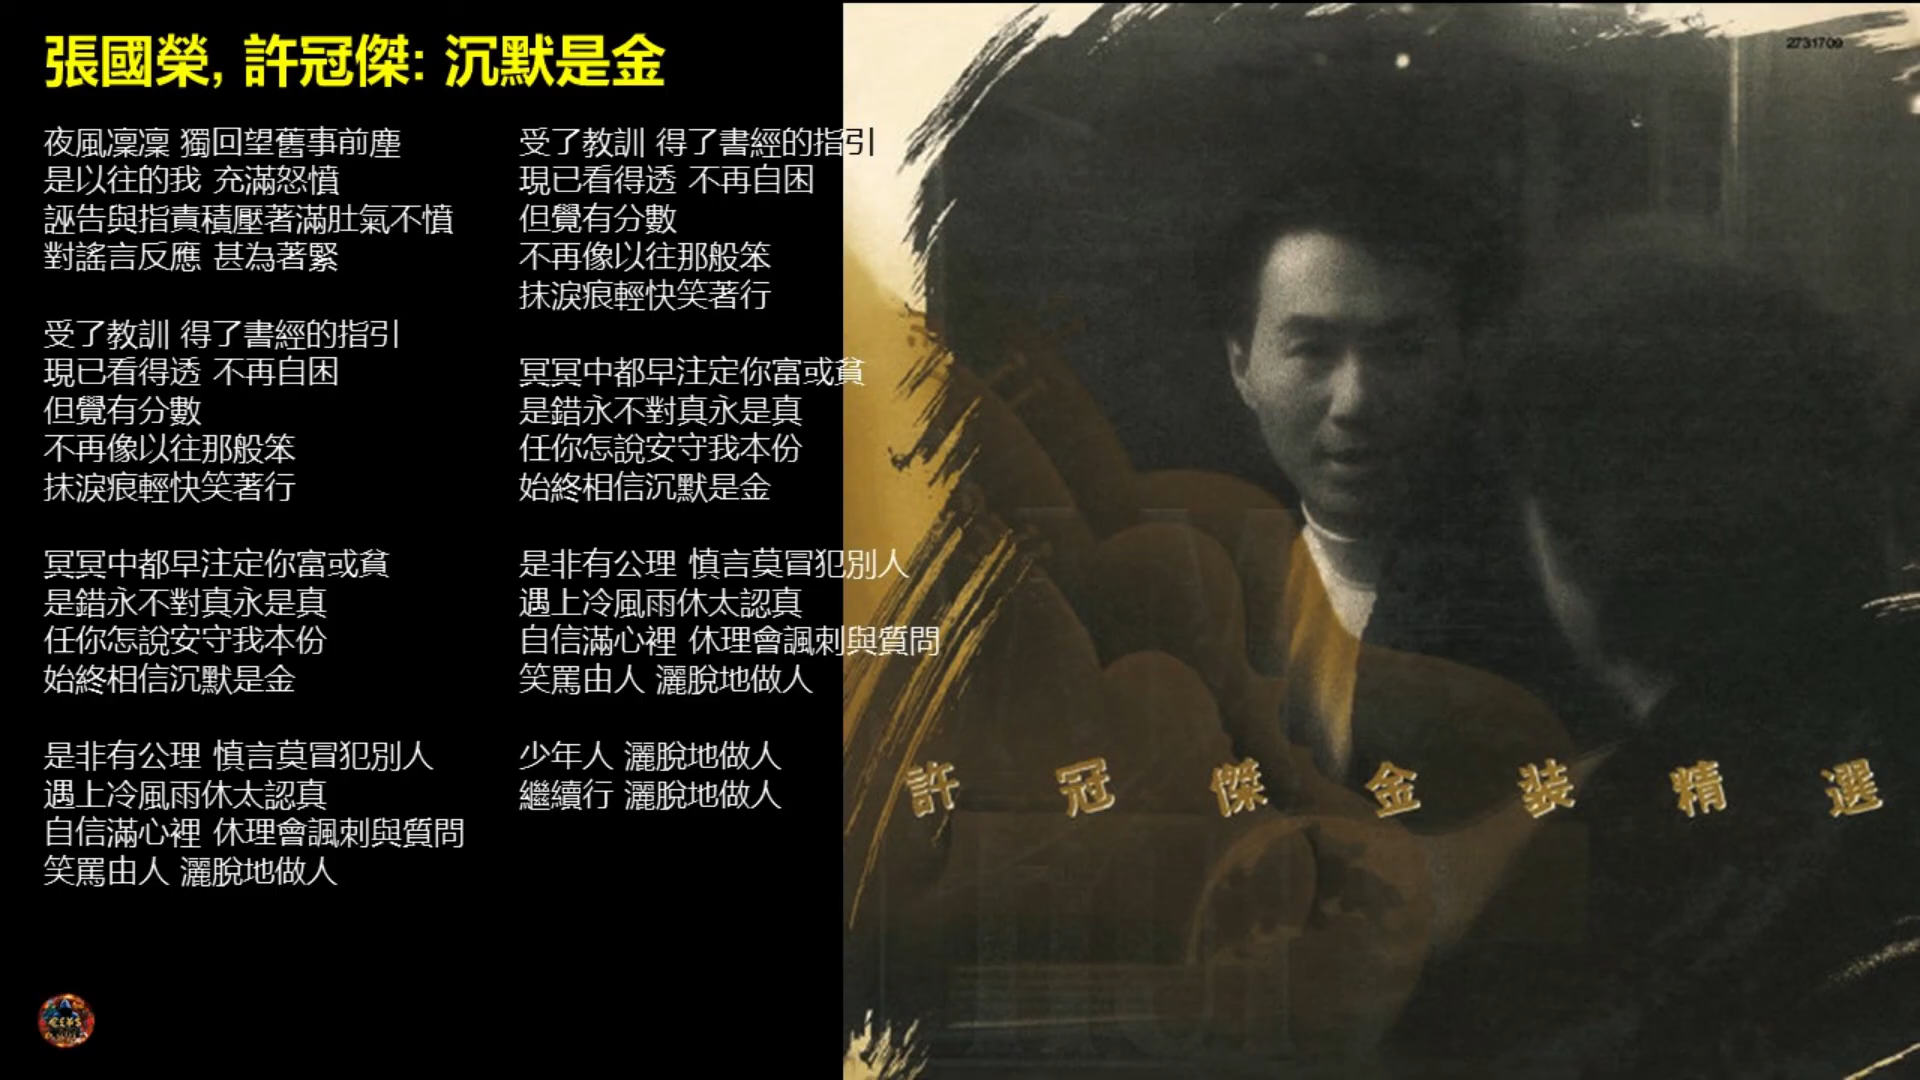 張國榮, 許冠傑: 沉默是金
夜風凜凜 獨回望舊事前塵
是以往的我 充滿怒憤
誣告與指責積壓著滿肚氣不憤
對謠言反應 甚為著緊
受了教訓 得了書經的指引
現已看得透 不再自困
但覺有分數
不再像以往那般笨
抹淚痕輕快笑著行
冥冥中都早注定你富或貧
是錯永不對真永是真
任你怎說安守我本份
始終相信沉默是金
是非有公理 慎言莫冒犯別人
遇上冷風雨休太認真
自信滿心裡 休理會諷刺與質問
笑罵由人 灑脫地做人
受了教訓 得了書經的指引
現已看得透 不再自困
但覺有分數
不再像以往那般笨
抹淚痕輕快笑著行
冥冥中都早注定你富或貧
是錯永不對真永是真
任你怎說安守我本份
始終相信沉默是金
是非有公理 慎言莫冒犯別人
遇上冷風雨休太認真
自信滿心裡 休理會諷刺與質問
笑罵由人 灑脫地做人
少年人 灑脫地做人
繼續行 灑脫地做人
2731709
許冠傑金裝精選